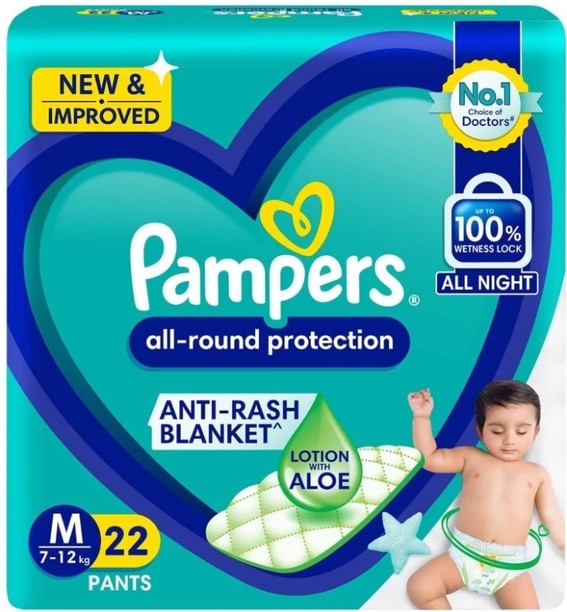 NEW &
IMPROVED
No.1
Choice of
Doctors#
UP TO
100%
WETNESS LOCK
ALL NIGHT
Pampers®
all-round protection
ANTI-RASH
BLANKET^
LOTION
WITH
ALOE
M
7-12 kg
22
PANTS